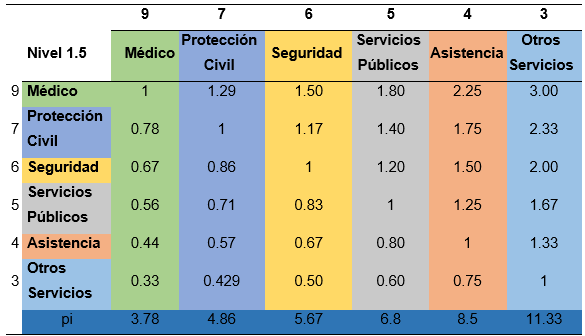 9 7 6 5 4 3
Nivel 1.5 Médico Protección Civil Seguridad Servicios Públicos Asistencia Otros Servicios
9 Médico 1 1.29 1.50 1.80 2.25 3.00
7 Protección Civil 0.78 1 1.17 1.40 1.75 2.33
6 Seguridad 0.67 0.86 1 1.20 1.50 2.00
5 Servicios Públicos 0.56 0.71 0.83 1 1.25 1.67
4 Asistencia 0.44 0.57 0.67 0.80 1 1.33
3 Otros Servicios 0.33 0.429 0.50 0.60 0.75 1
pi 3.78 4.86 5.67 6.8 8.5 11.33